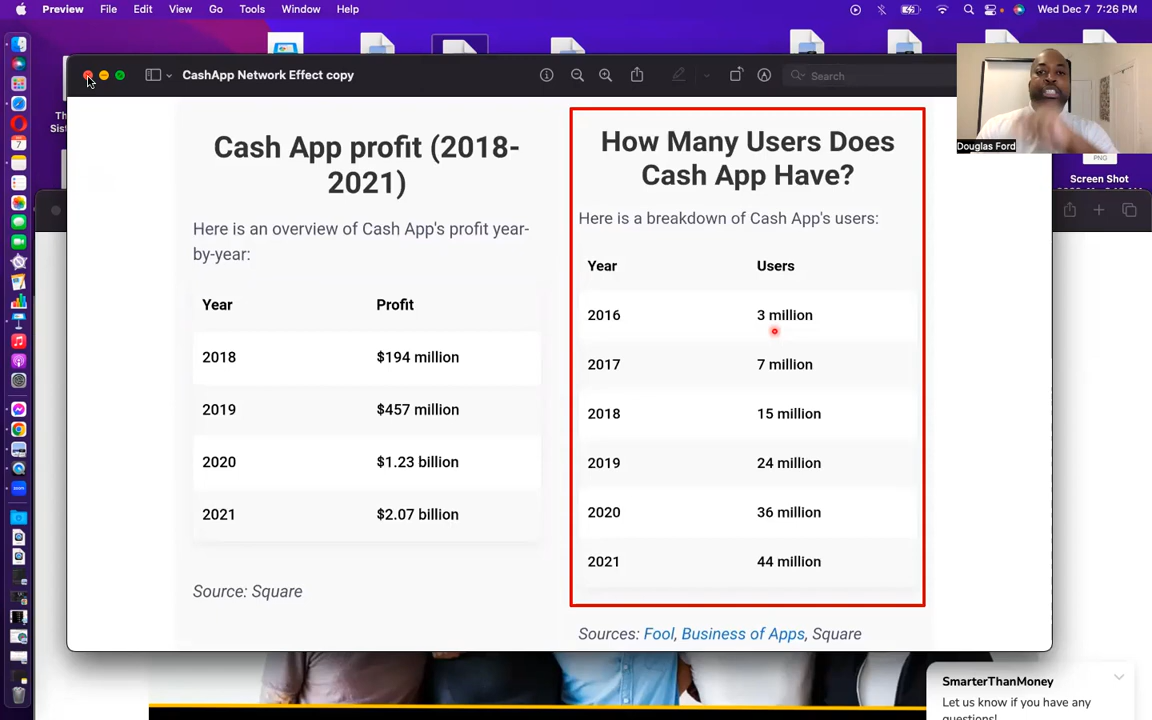 Preview File Edit View Go Tools Window Help
Wed Dec 7 7:26 PM
CashApp Network Effect copy
Search
Douglas Ford
PNG
Screen Shot
Th
Sist
Cash App profit (2018-
2021)
Here is an overview of Cash App's profit year-
by-year:
Year Profit
2018 $194 million
2019 $457 million
2020 $1.23 billion
2021 $2.07 billion
Source: Square
How Many Users Does
Cash App Have?
Here is a breakdown of Cash App's users:
Year Users
2016 3 million
2017 7 million
2018 15 million
2019 24 million
2020 36 million
2021 44 million
Sources: Fool, Business of Apps, Square
SmarterThanMoney
Let us know if you have any
questions!